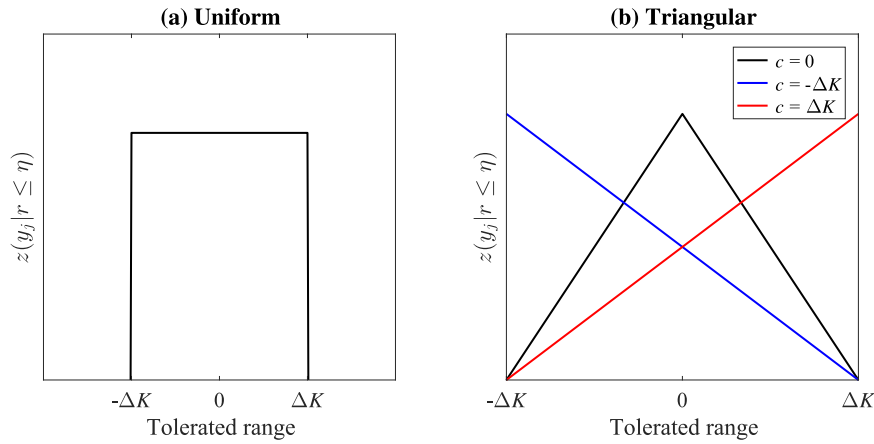 (a) Uniform
z(y_j|r ≤ η)
-ΔK 0 ΔK
Tolerated range
(b) Triangular
c = 0
c = -ΔK
c = ΔK
z(y_j|r ≤ η)
-ΔK 0 ΔK
Tolerated range